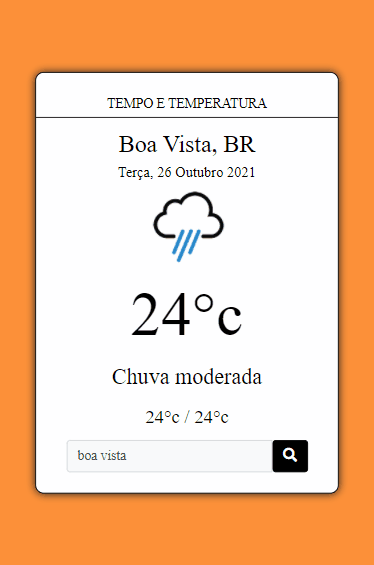 TEMPO E TEMPERATURA
Boa Vista, BR
Terça, 26 Outubro 2021
24°c
Chuva moderada
24°c / 24°c
boa vista